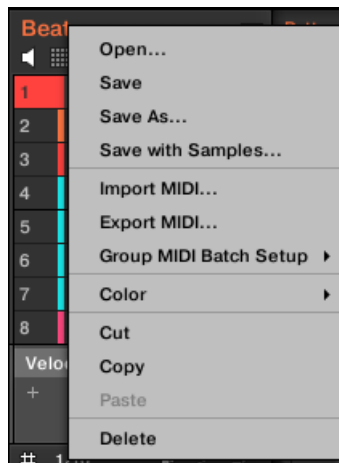 Beat
Open...
Save
1
Save As...
2
Save with Samples...
3
Import MIDI...
4
Export MIDI...
5
Group MIDI Batch Setup
6
Color
7
8
Cut
Velo
Copy
+
Paste
Delete